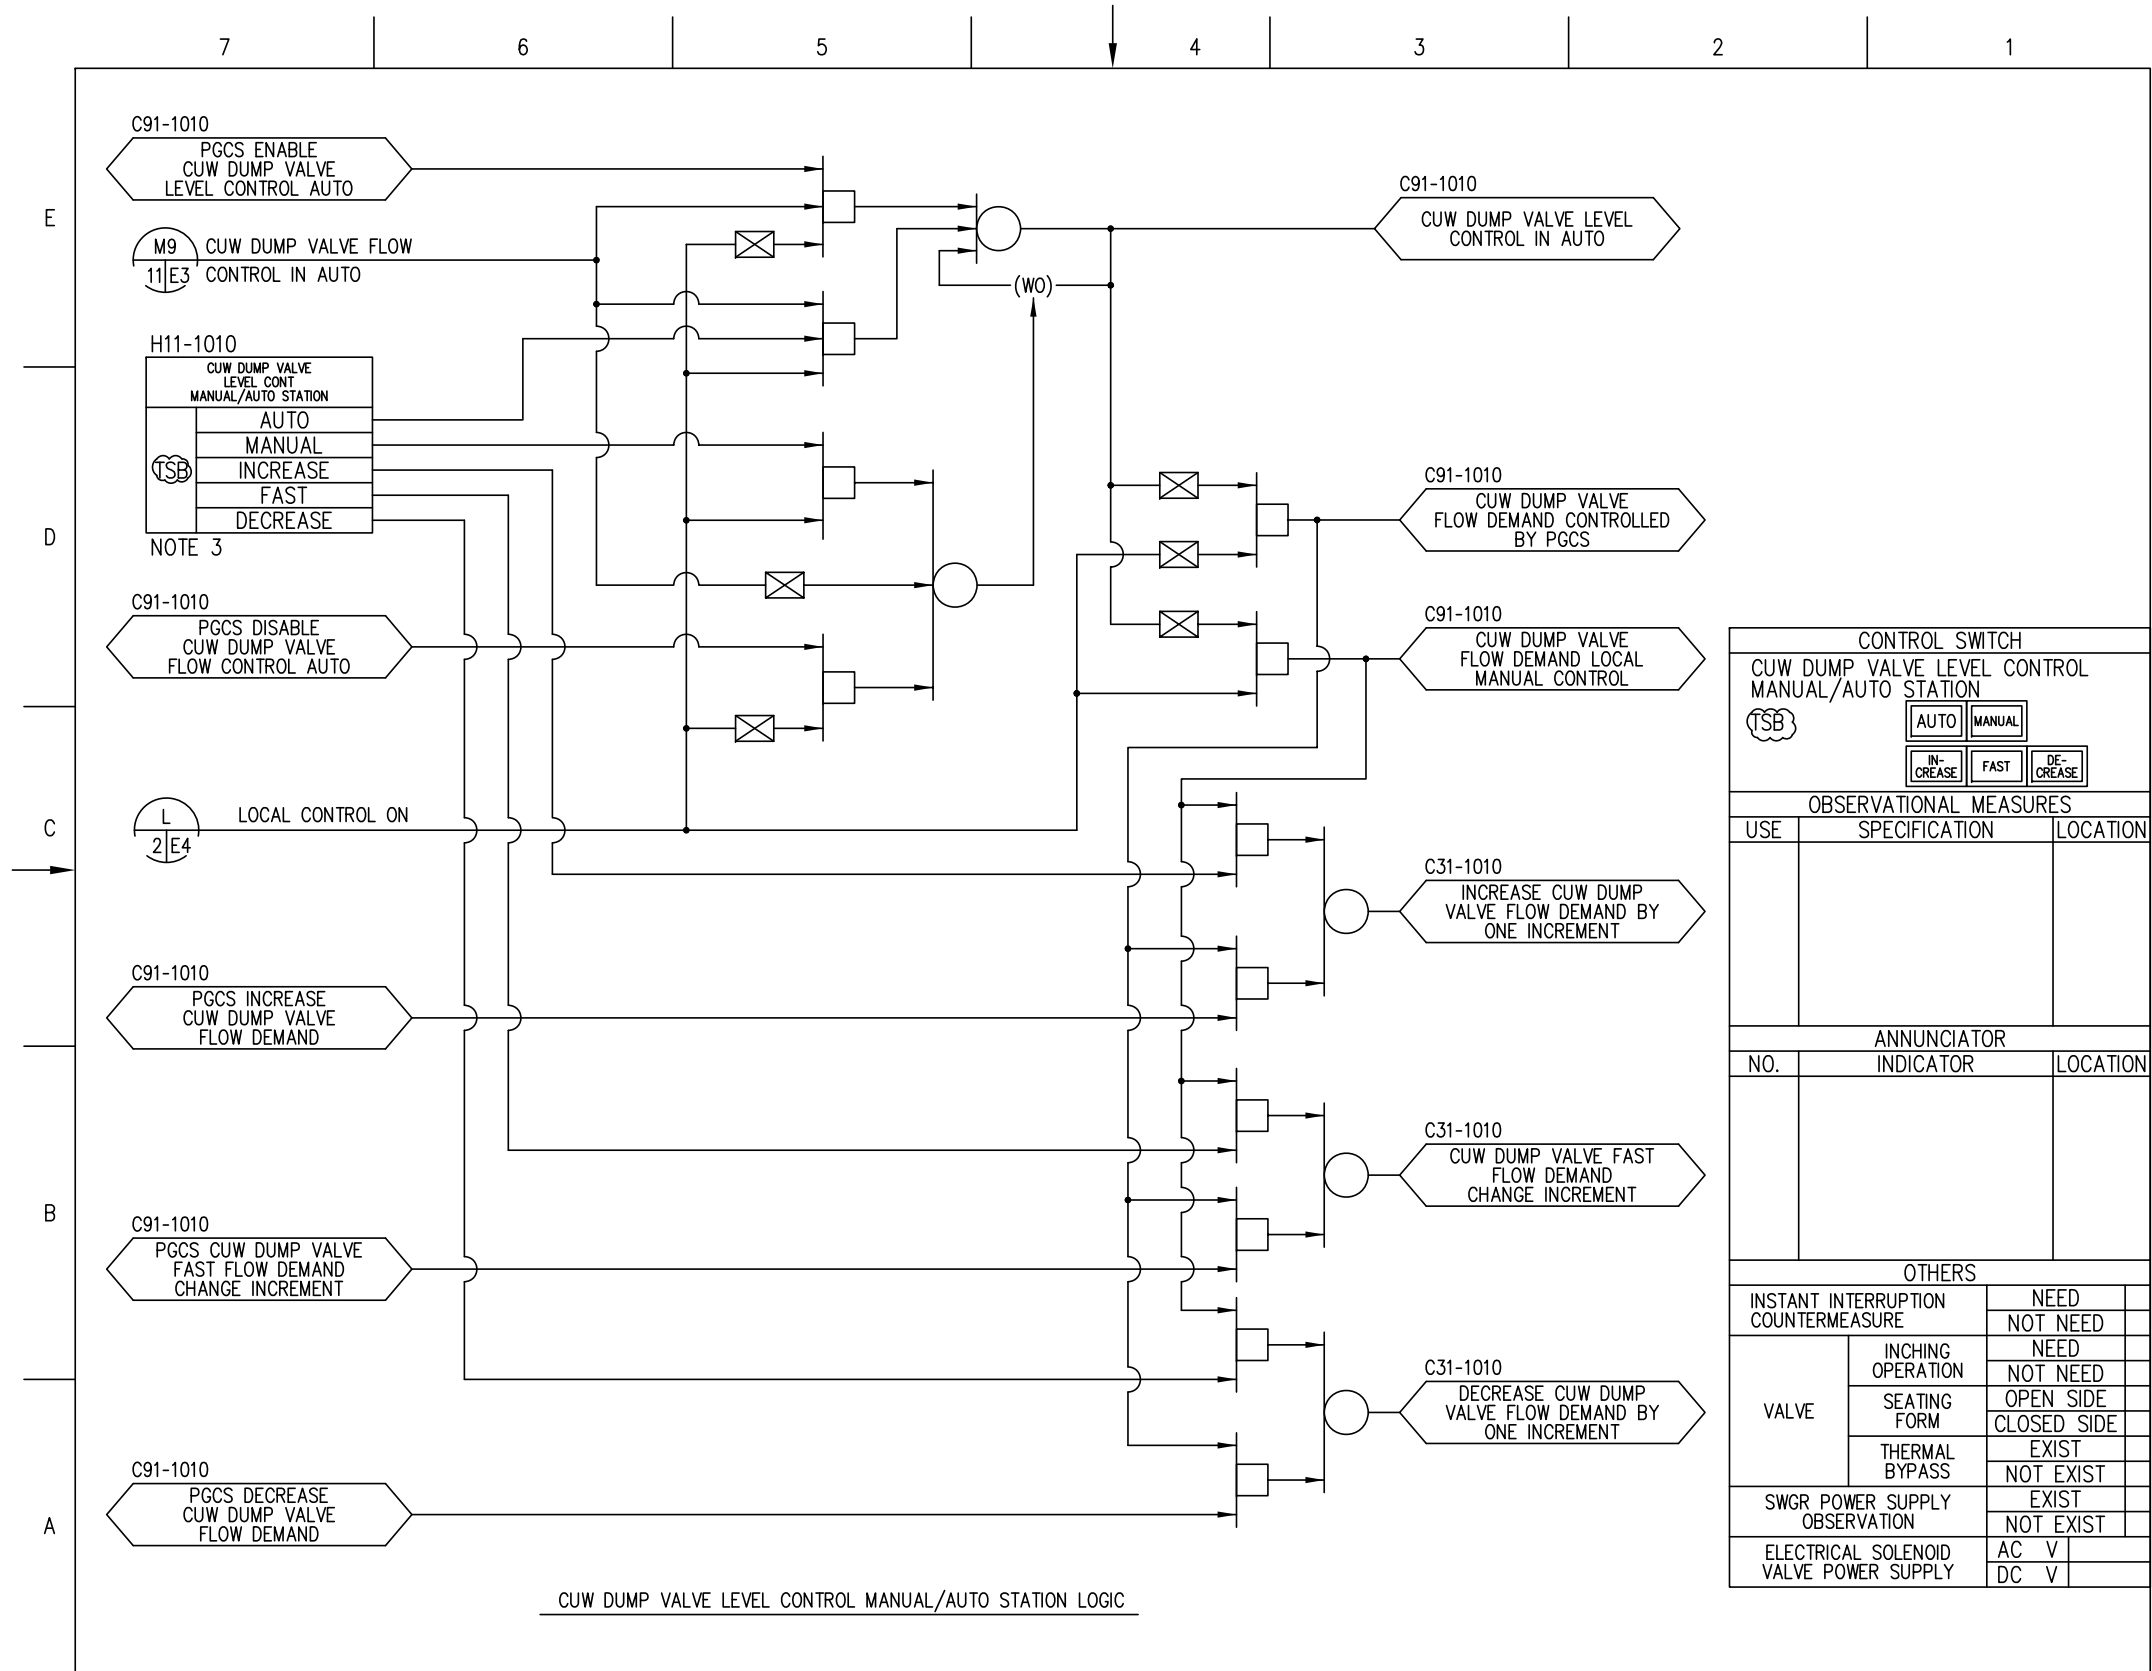 7 6 5 4 3 2 1
E
D
C
B
A
C91-1010
PGCS ENABLE
CUW DUMP VALVE
LEVEL CONTROL AUTO
M9
11 E3
CUW DUMP VALVE FLOW
CONTROL IN AUTO
H11-1010
CUW DUMP VALVE
LEVEL CONT
MANUAL/AUTO STATION
TSB
AUTO
MANUAL
INCREASE
FAST
DECREASE
NOTE 3
C91-1010
PGCS DISABLE
CUW DUMP VALVE
FLOW CONTROL AUTO
L
2 E4
LOCAL CONTROL ON
C91-1010
PGCS INCREASE
CUW DUMP VALVE
FLOW DEMAND
C91-1010
PGCS CUW DUMP VALVE
FAST FLOW DEMAND
CHANGE INCREMENT
C91-1010
PGCS DECREASE
CUW DUMP VALVE
FLOW DEMAND
(WO)
C91-1010
CUW DUMP VALVE LEVEL
CONTROL IN AUTO
C91-1010
CUW DUMP VALVE
FLOW DEMAND CONTROLLED
BY PGCS
C91-1010
CUW DUMP VALVE
FLOW DEMAND LOCAL
MANUAL CONTROL
C31-1010
INCREASE CUW DUMP
VALVE FLOW DEMAND BY
ONE INCREMENT
C31-1010
CUW DUMP VALVE FAST
FLOW DEMAND
CHANGE INCREMENT
C31-1010
DECREASE CUW DUMP
VALVE FLOW DEMAND BY
ONE INCREMENT
CONTROL SWITCH
CUW DUMP VALVE LEVEL CONTROL
MANUAL/AUTO STATION
TSB
AUTO MANUAL
IN-
CREASE
FAST
DE-
CREASE
OBSERVATIONAL MEASURES
USE SPECIFICATION LOCATION
ANNUNCIATOR
NO. INDICATOR LOCATION
OTHERS
INSTANT INTERRUPTION
COUNTERMEASURE
NEED
NOT NEED
VALVE
INCHING
OPERATION
NEED
NOT NEED
SEATING
FORM
OPEN SIDE
CLOSED SIDE
THERMAL
BYPASS
EXIST
NOT EXIST
SWGR POWER SUPPLY
OBSERVATION
EXIST
NOT EXIST
ELECTRICAL SOLENOID
VALVE POWER SUPPLY
AC V
DC V
CUW DUMP VALVE LEVEL CONTROL MANUAL/AUTO STATION LOGIC